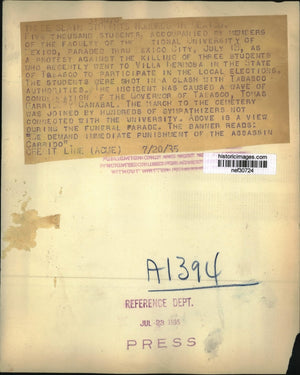 FIVE THOUSAND STUDENTS, ACCOMPANIED BY MEMBERS
OF THE FACULTY OF THE NATIONAL UNIVERSITY OF
MEXICO, PARADED THRU MEXICO CITY, JULY 18, AS
A PROTEST AGAINST THE KILLING OF THREE STUDENTS
WHO RECENTLY WENT TO VILLA HERMOSA IN THE STATE OF
TABASCO TO PARTICIPATE IN THE LOCAL ELECTIONS.
THE STUDENTS WERE SHOT IN A CLASH WITH TABASCO
AUTHORITIES. THE INCIDENT HAS CAUSED A WAVE OF
CONDEMNATION OF THE GOVERNOR OF TABASCO, TOMAS
CANABAL. THE MARCH TO THE CEMETERY
WAS JOINED BY HUNDREDS OF SYMPATHIZERS NOT
CONNECTED WITH THE UNIVERSITY. ABOVE IS A VIEW
DURING THE FUNERAL PARADE. THE BANNER READS:
"WE DEMAND IMMEDIATE PUNISHMENT OF THE ASSASSIN
CARRIDO".
CREDIT LINE (ACME) 7/20/35
historicimages.com
nef30724
WITHOUT WRITTEN
A1394
REFERENCE DEPT.
JUL 23 1935
PRESS